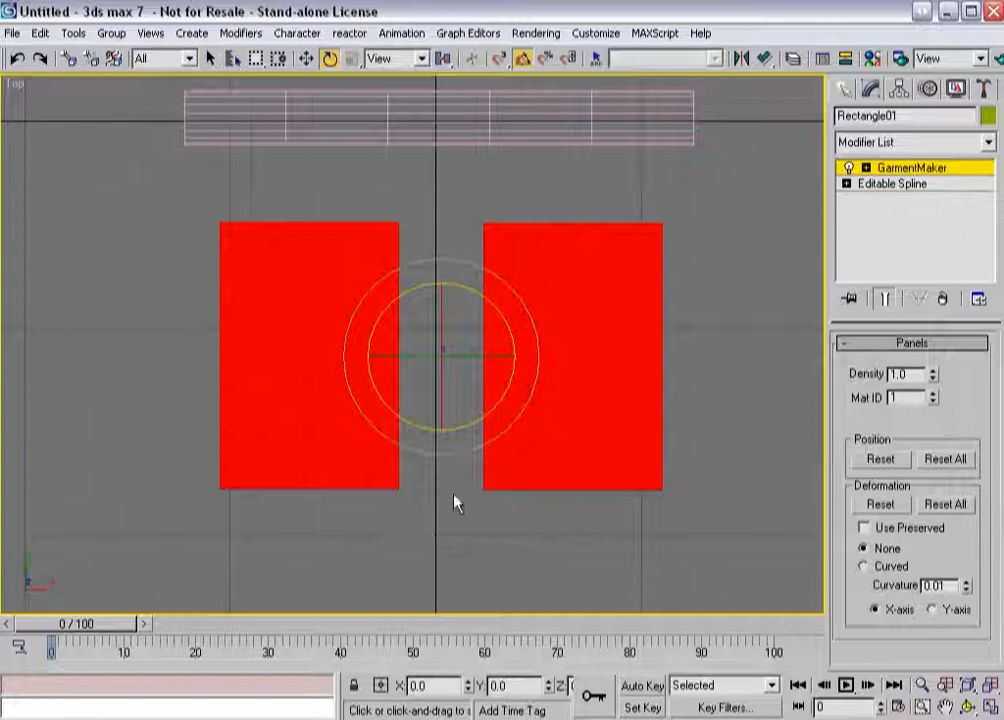 Untitled - 3ds max 7 - Not for Resale - Stand-alone License
File Edit Tools Group Views Create Modifiers Character reactor Animation Graph Editors Rendering Customize MAXScript Help
All View View
Top
Rectangle01
Modifier List
GarmentMaker
Editable Spline
Panels
Density 1.0
Mat ID 1
Position
Reset Reset All
Deformation
Reset Reset All
Use Preserved
None
Curved
Curvature 0.01
X-axis Y-axis
0 / 100
0 10 20 30 40 50 60 70 80 90 100
X: 0.0 Y: 0.0 Z: Auto Key Selected
Click or click-and-drag to s Add Time Tag Set Key Key Filters... 0